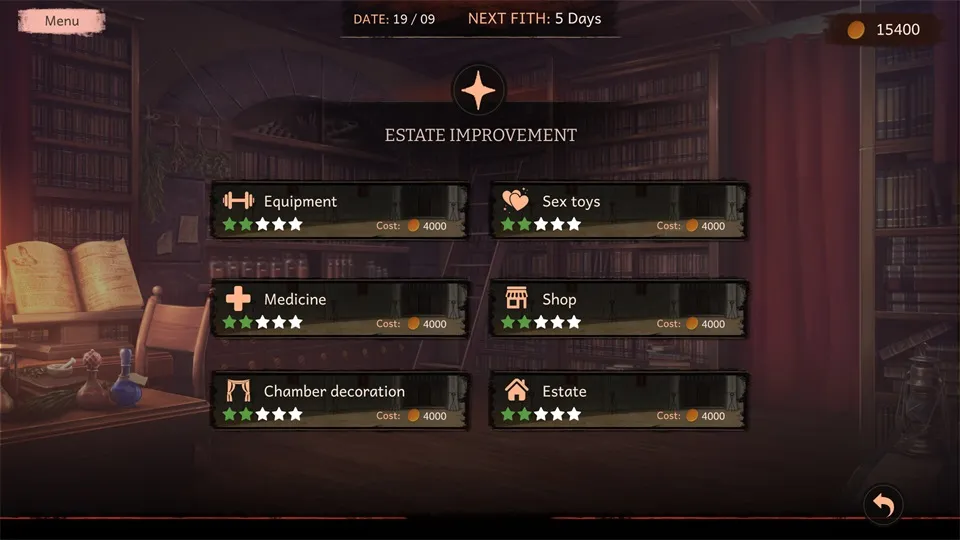 Menu
DATE: 19 / 09
NEXT FITH: 5 Days
15400
ESTATE IMPROVEMENT
Equipment
Cost: 4000
Sex toys
Cost: 4000
Medicine
Cost: 4000
Shop
Cost: 4000
Chamber decoration
Cost: 4000
Estate
Cost: 4000